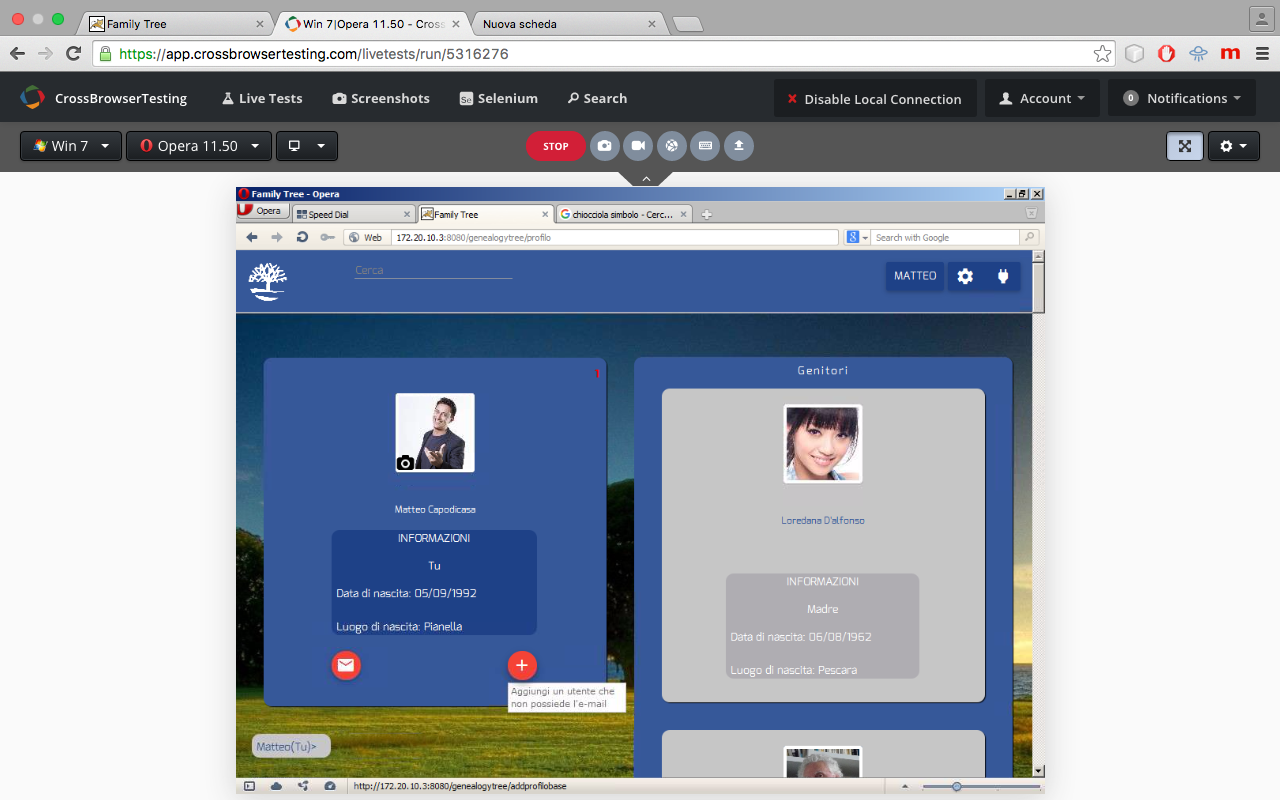 Family Tree
Win 7|Opera 11.50 - Cross
Nuova scheda
https://app.crossbrowsertesting.com/livetests/run/5316276
CrossBrowserTesting
Live Tests
Screenshots
Se Selenium
Search
Disable Local Connection
Account
0 Notifications
Win 7
Opera 11.50
STOP
Family Tree - Opera
Opera
Speed Dial
Family Tree
chiocciola simbolo - Cerc...
Web
172.20.10.3:8080/genealogytree/profilo
8
Search with Google
Cerca
MATTEO
1
Matteo Capodicasa
INFORMAZIONI
Tu
Data di nascita: 05/09/1992
Luogo di nascita: Pianella
Aggiungi un utente che
non possiede l'e-mail
Matteo(Tu)>
Genitori
Loredana D'alfonso
INFORMAZIONI
Madre
Data di nascita: 06/08/1962
Luogo di nascita: Pescara
http://172.20.10.3:8080/genealogytree/addprofilobase